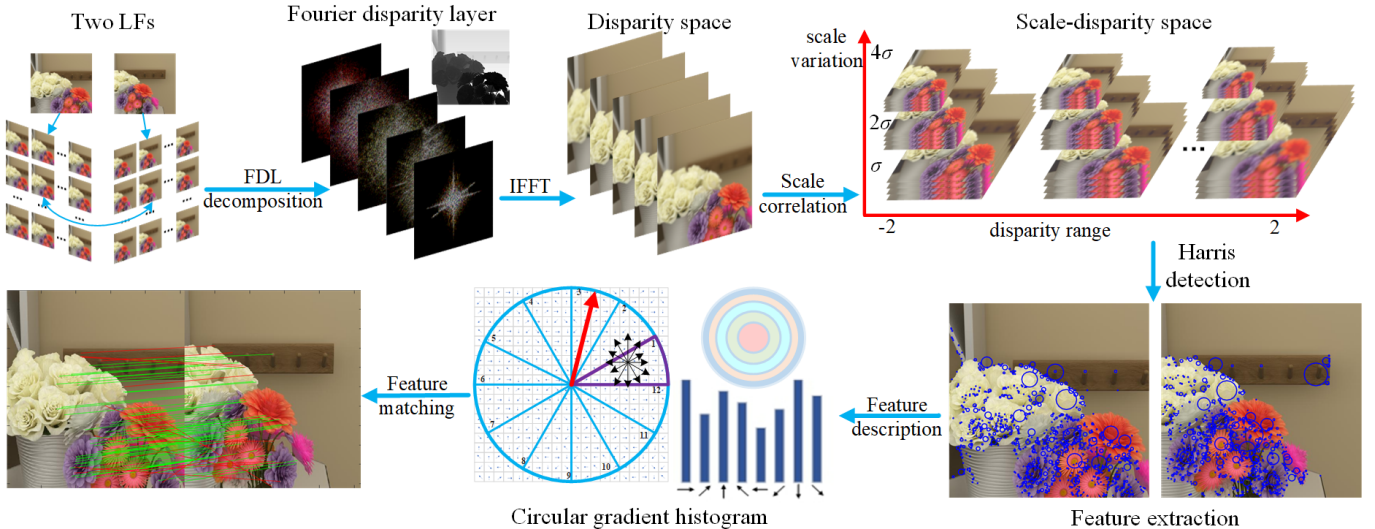 Two LFs
Fourier disparity layer
Disparity space
Scale-disparity space
scale
variation
4σ
2σ
σ
FDL
decomposition
IFFT
Scale
correlation
-2
disparity range
2
Harris
detection
Feature
matching
1
2
3
4
5
6
7
8
9
10
11
12
Feature
description
Circular gradient histogram
Feature extraction